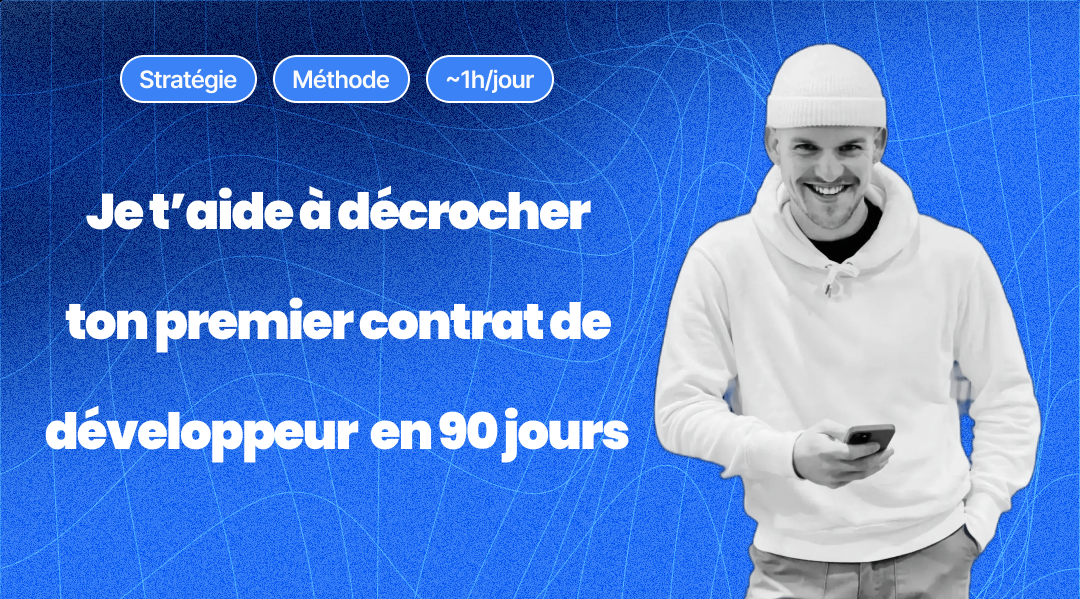 Stratégie Méthode ~1h/jour
Je t’aide à décrocher
ton premier contrat de
développeur en 90 jours